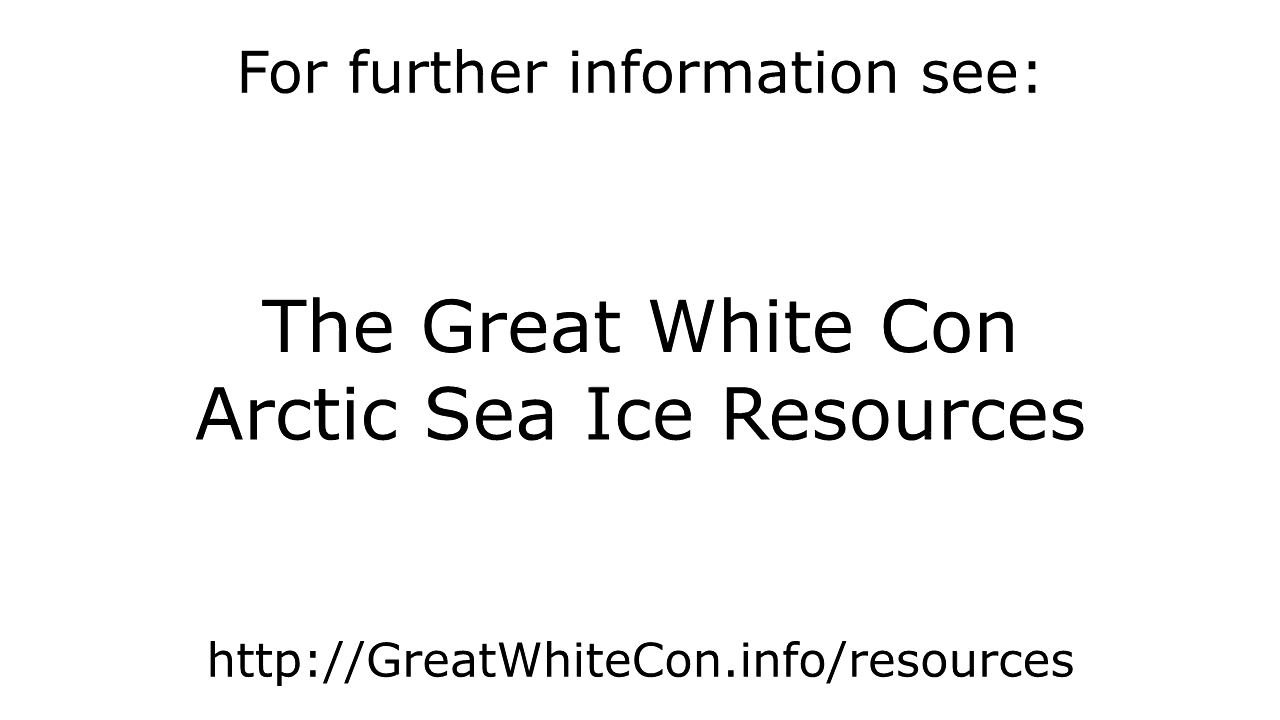 For further information see:
The Great White Con
Arctic Sea Ice Resources
http://GreatWhiteCon.info/resources